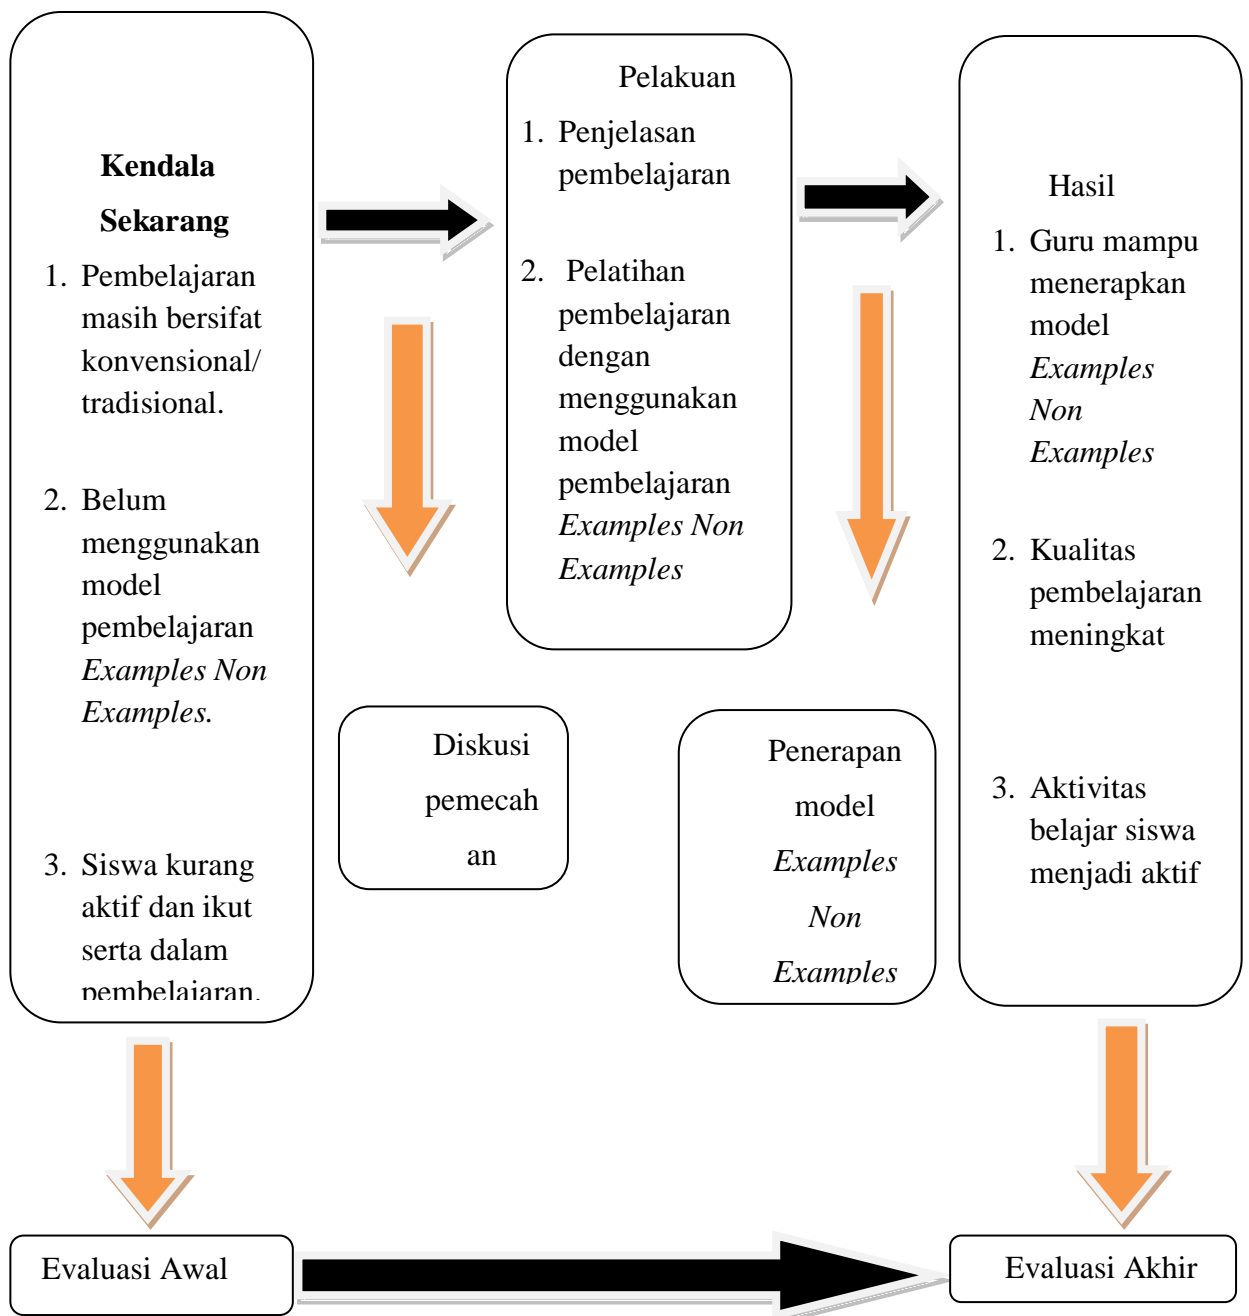 Kendala
Sekarang
1. Pembelajaran
masih bersifat
konvensional/
tradisional.
2. Belum
menggunakan
model
pembelajaran
Examples Non
Examples.
3. Siswa kurang
aktif dan ikut
serta dalam
pembelajaran.
Pelakuan
1. Penjelasan
pembelajaran
2. Pelatihan
pembelajaran
dengan
menggunakan
model
pembelajaran
Examples Non
Examples
Hasil
1. Guru mampu
menerapkan
model
Examples
Non
Examples
2. Kualitas
pembelajaran
meningkat
3. Aktivitas
belajar siswa
menjadi aktif
Diskusi
pemecah
an
Penerapan
model
Examples
Non
Examples
Evaluasi Awal
Evaluasi Akhir